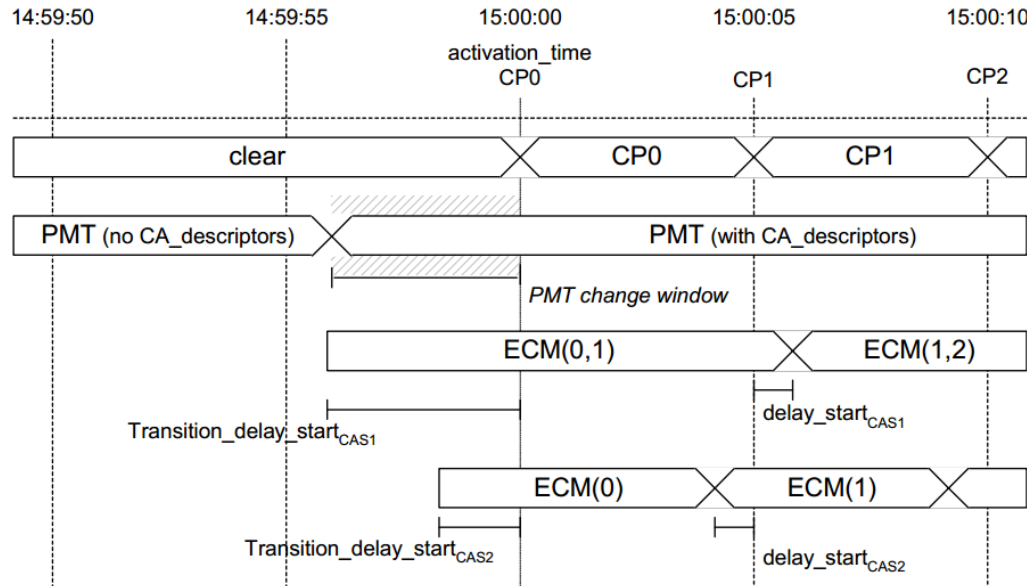 14:59:50 14:59:55 15:00:00 15:00:05 15:00:10
activation_time
CP0 CP1 CP2
clear CP0 CP1
PMT (no CA_descriptors) PMT (with CA_descriptors)
PMT change window
ECM(0,1) ECM(1,2)
Transition_delay_startCAS1 delay_startCAS1
ECM(0) ECM(1)
Transition_delay_startCAS2 delay_startCAS2